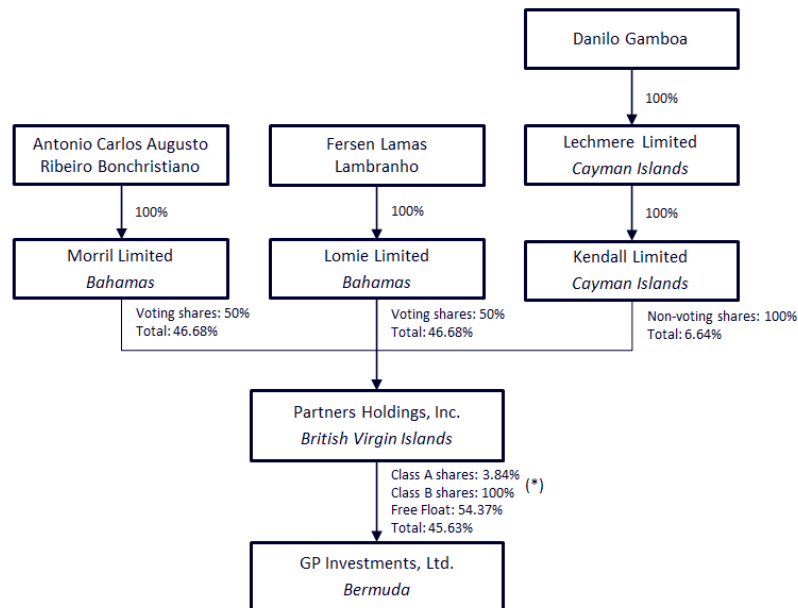 Danilo Gamboa
100%
Antonio Carlos Augusto
Ribeiro Bonchristiano
Fersen Lamas
Lambranho
Lechmere Limited
Cayman Islands
100%
100%
100%
Morril Limited
Bahamas
Lomie Limited
Bahamas
Kendall Limited
Cayman Islands
Voting shares: 50%
Total: 46.68%
Voting shares: 50%
Total: 46.68%
Non-voting shares: 100%
Total: 6.64%
Partners Holdings, Inc.
British Virgin Islands
Class A shares: 3.84%
Class B shares: 100% (*)
Free Float: 54.37%
Total: 45.63%
GP Investments, Ltd.
Bermuda